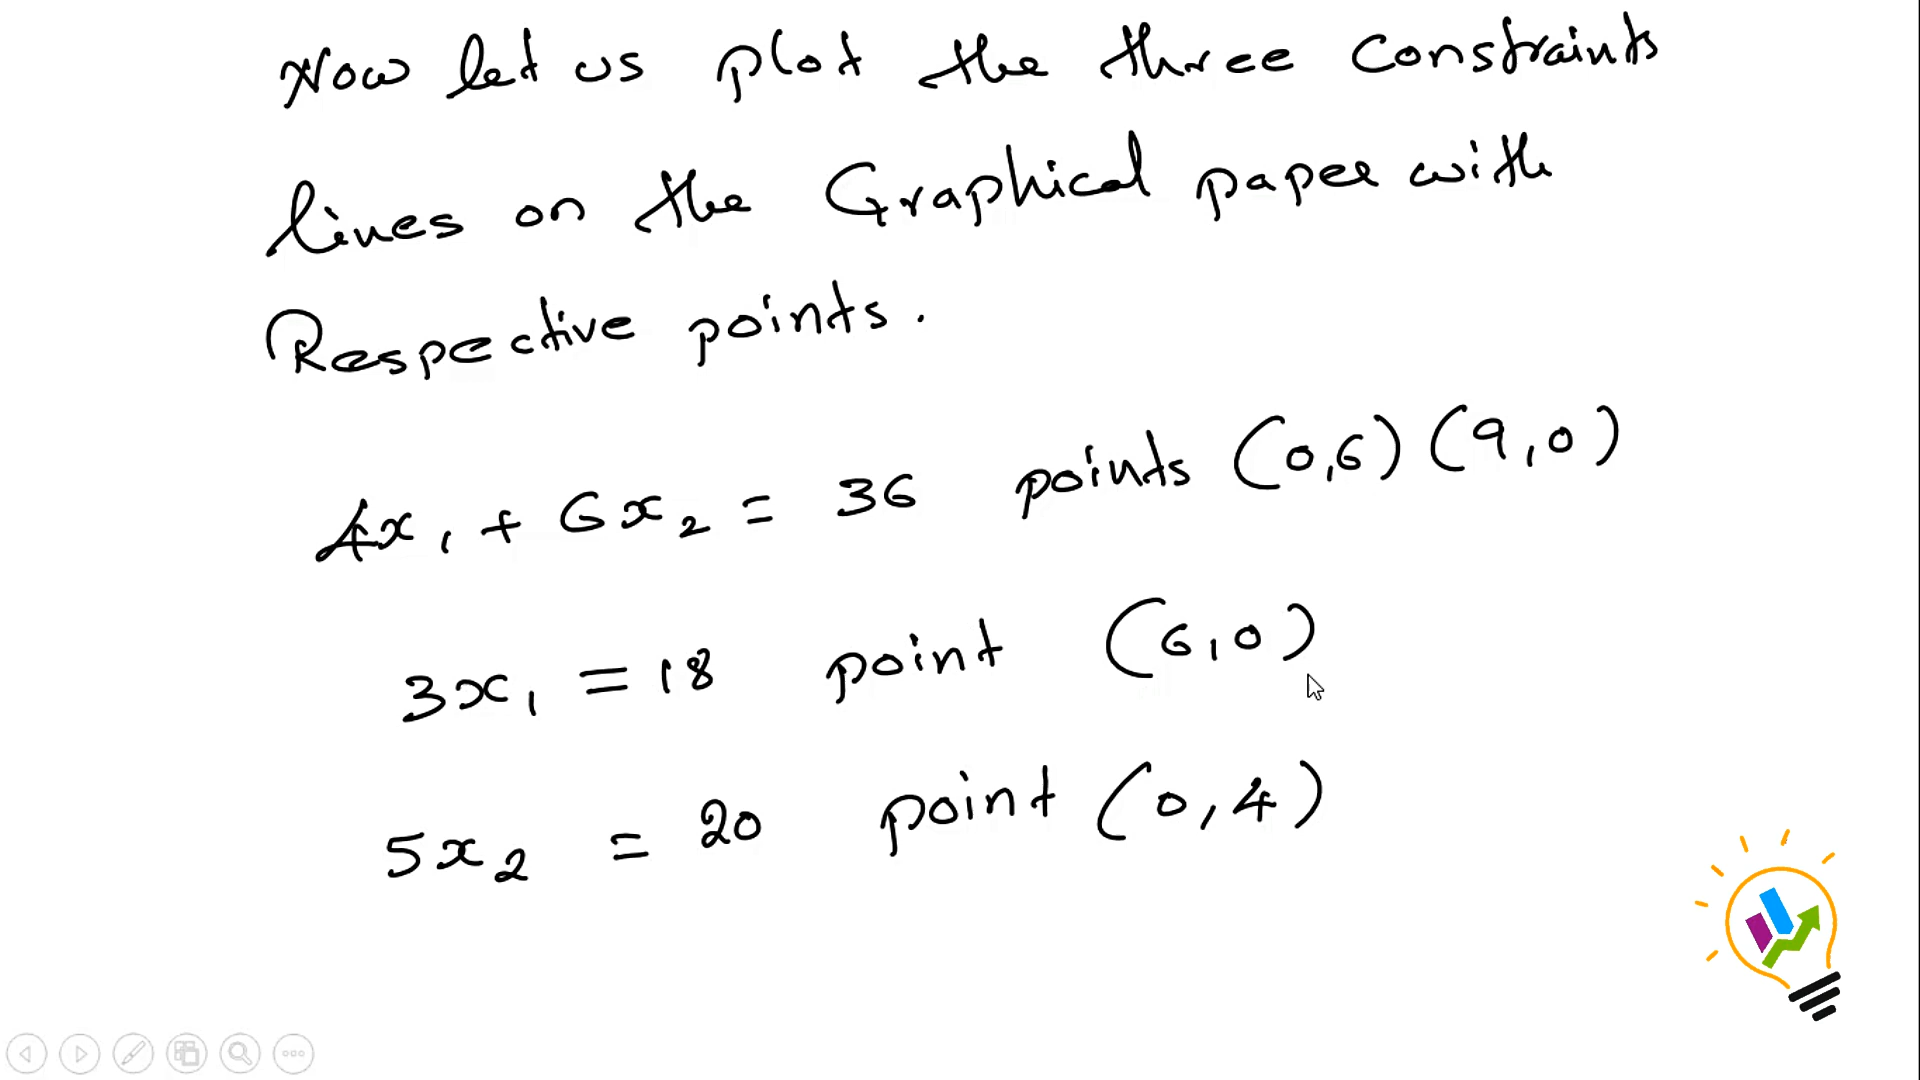 Now let us plot the three constraints
lines on the Graphical paper with
Respective points.
4x₁ + 6x₂ = 36 points (0,6) (9,0)
3x₁ = 18 point (6,0)
5x₂ = 20 point (0,4)